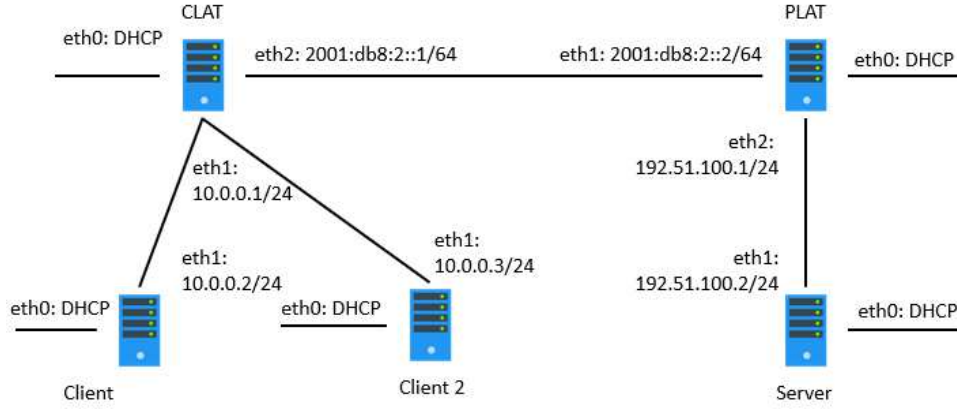 CLAT
PLAT
eth0: DHCP
eth2: 2001:db8:2::1/64
eth1: 2001:db8:2::2/64
eth0: DHCP
eth2:
192.51.100.1/24
eth1:
10.0.0.1/24
eth1:
10.0.0.3/24
eth1:
10.0.0.2/24
eth1:
192.51.100.2/24
eth0: DHCP
eth0: DHCP
eth0: DHCP
Client
Client 2
Server